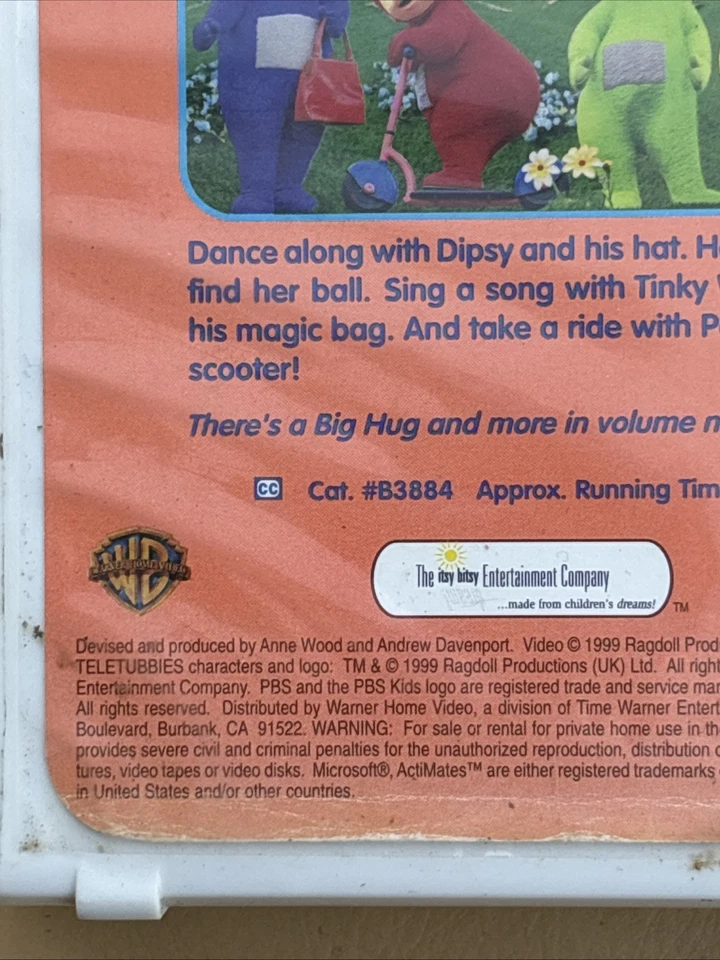 Dance along with Dipsy and his hat. H
find her ball. Sing a song with Tinky
his magic bag. And take a ride with P
scooter!
There's a Big Hug and more in volume n
CC Cat. #B3884 Approx. Running Tim
WB
The itsy bitsy Entertainment Company
...made from children's dreams! TM
Devised and produced by Anne Wood and Andrew Davenport. Video © 1999 Ragdoll Prod
TELETUBBIES characters and logo: TM & © 1999 Ragdoll Productions (UK) Ltd. All right
Entertainment Company. PBS and the PBS Kids logo are registered trade and service mar
All rights reserved. Distributed by Warner Home Video, a division of Time Warner Entert
Boulevard, Burbank, CA 91522. WARNING: For sale or rental for private home use in th
provides severe civil and criminal penalties for the unauthorized reproduction, distribution o
tures, video tapes or video disks. Microsoft®, ActiMates™ are either registered trademarks
in United States and/or other countries.